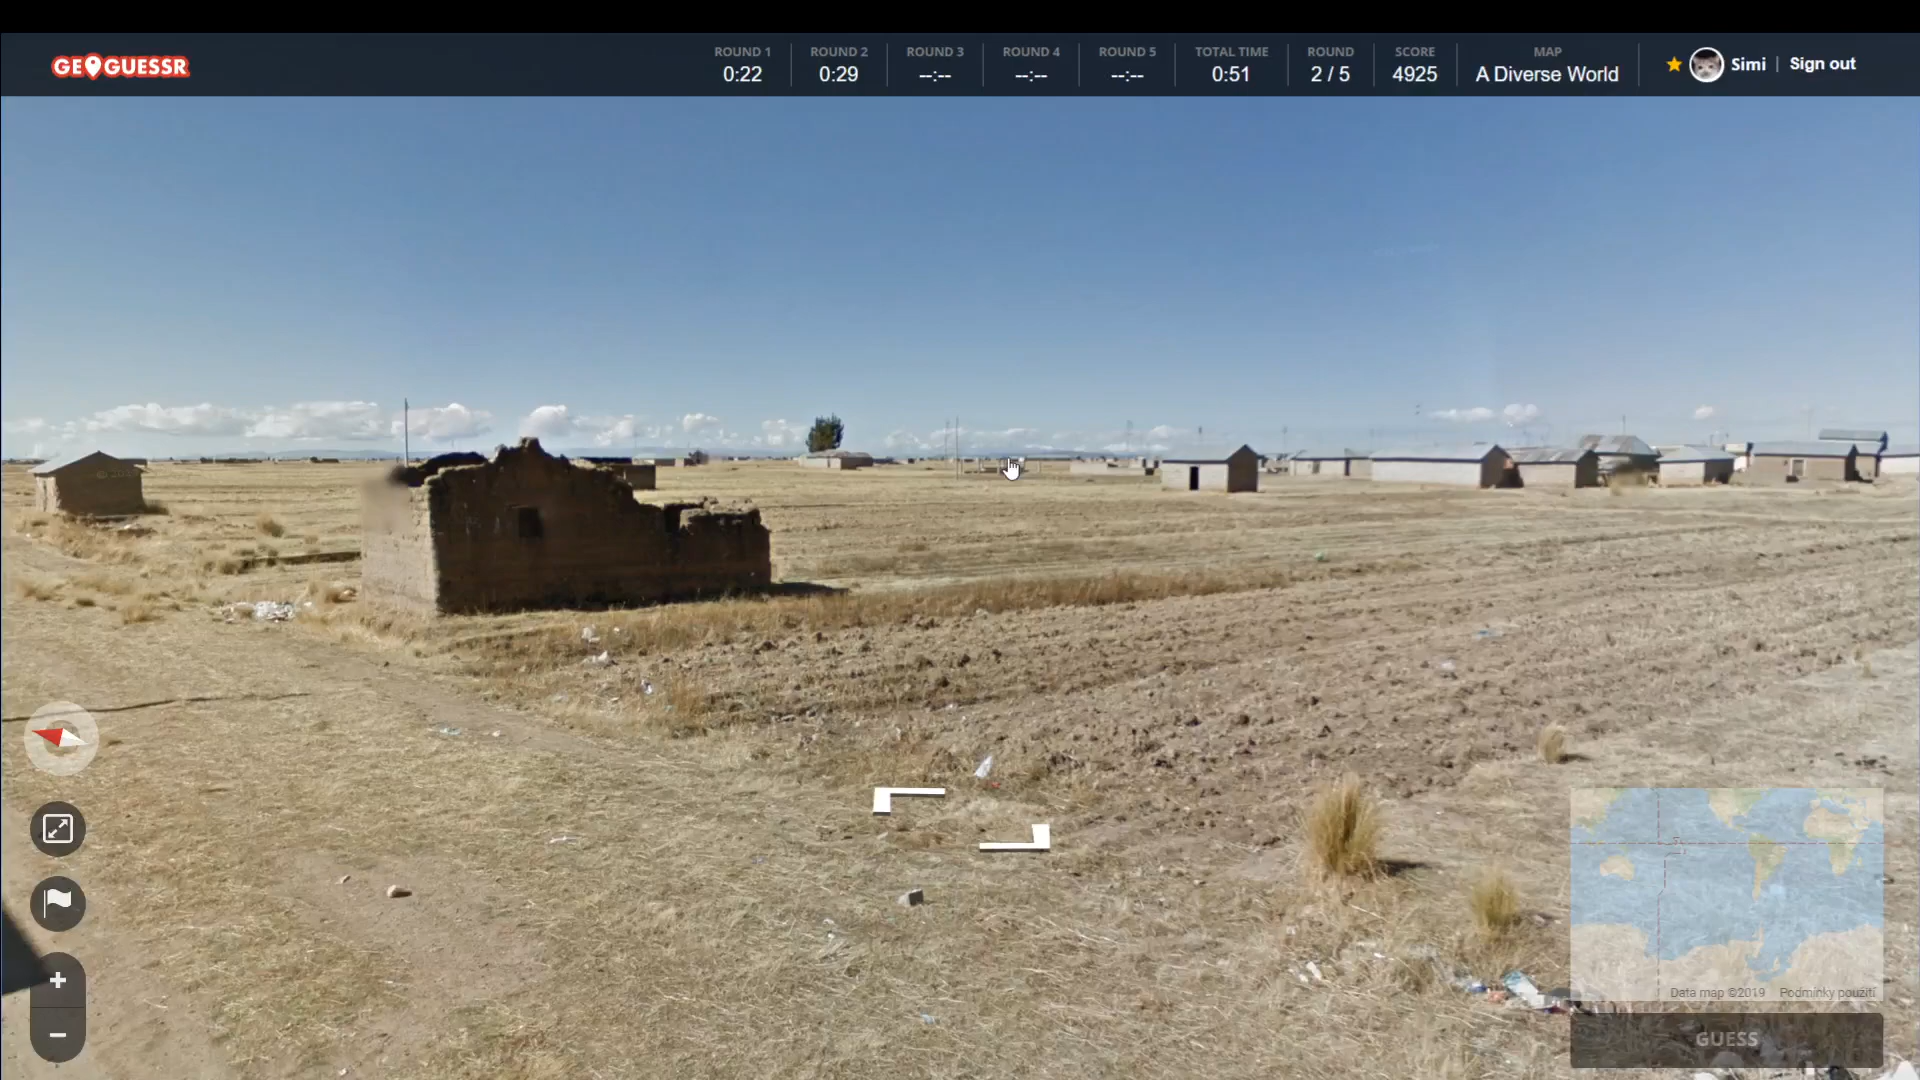 GEOGUESSR
ROUND 1
0:22
ROUND 2
0:29
ROUND 3
--:--
ROUND 4
--:--
ROUND 5
--:--
TOTAL TIME
0:51
ROUND
2 / 5
SCORE
4925
MAP
A Diverse World
Simi
Sign out
Data map ©2019 Podmínky použití
GUESS